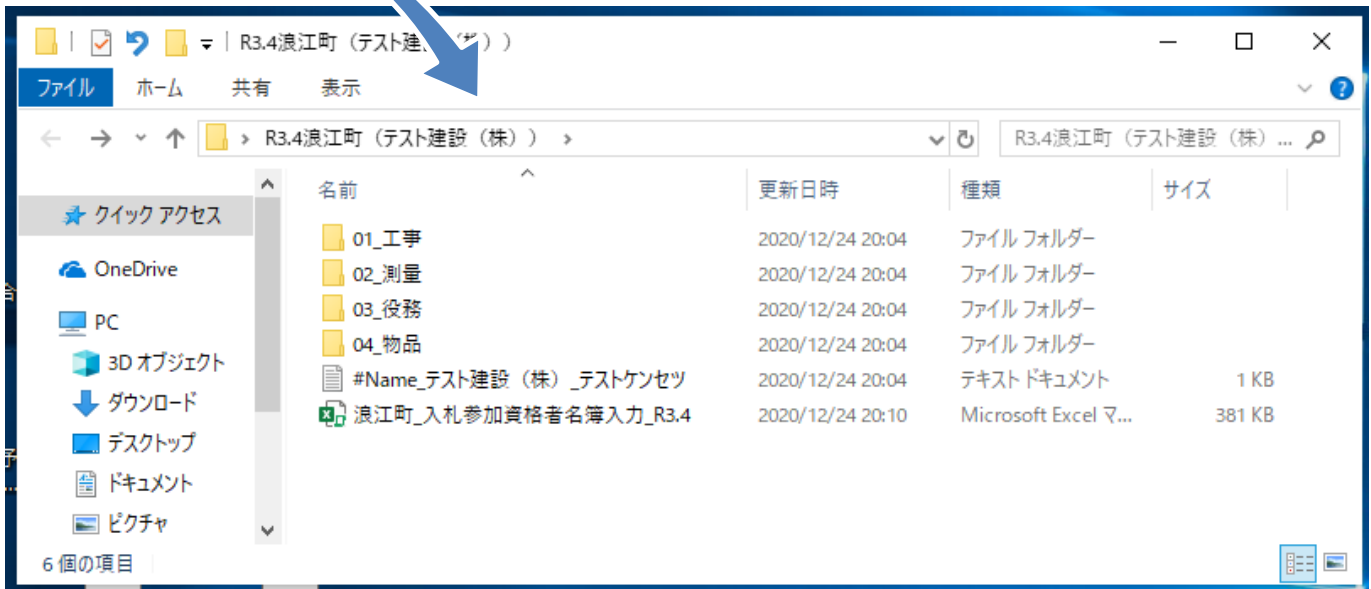 R3.4浪江町（テスト建設（株））
ファイル ホーム 共有 表示
R3.4浪江町（テスト建設（株））
R3.4浪江町（テスト建設（株） ...
名前 更新日時 種類 サイズ
クイック アクセス
OneDrive
PC
3D オブジェクト
ダウンロード
デスクトップ
ドキュメント
ピクチャ
01_工事 2020/12/24 20:04 ファイル フォルダー
02_測量 2020/12/24 20:04 ファイル フォルダー
03_役務 2020/12/24 20:04 ファイル フォルダー
04_物品 2020/12/24 20:04 ファイル フォルダー
#Name_テスト建設（株）_テストケンセツ 2020/12/24 20:04 テキスト ドキュメント 1 KB
浪江町_入札参加資格者名簿入力_R3.4 2020/12/24 20:10 Microsoft Excel マ... 381 KB
6 個の項目